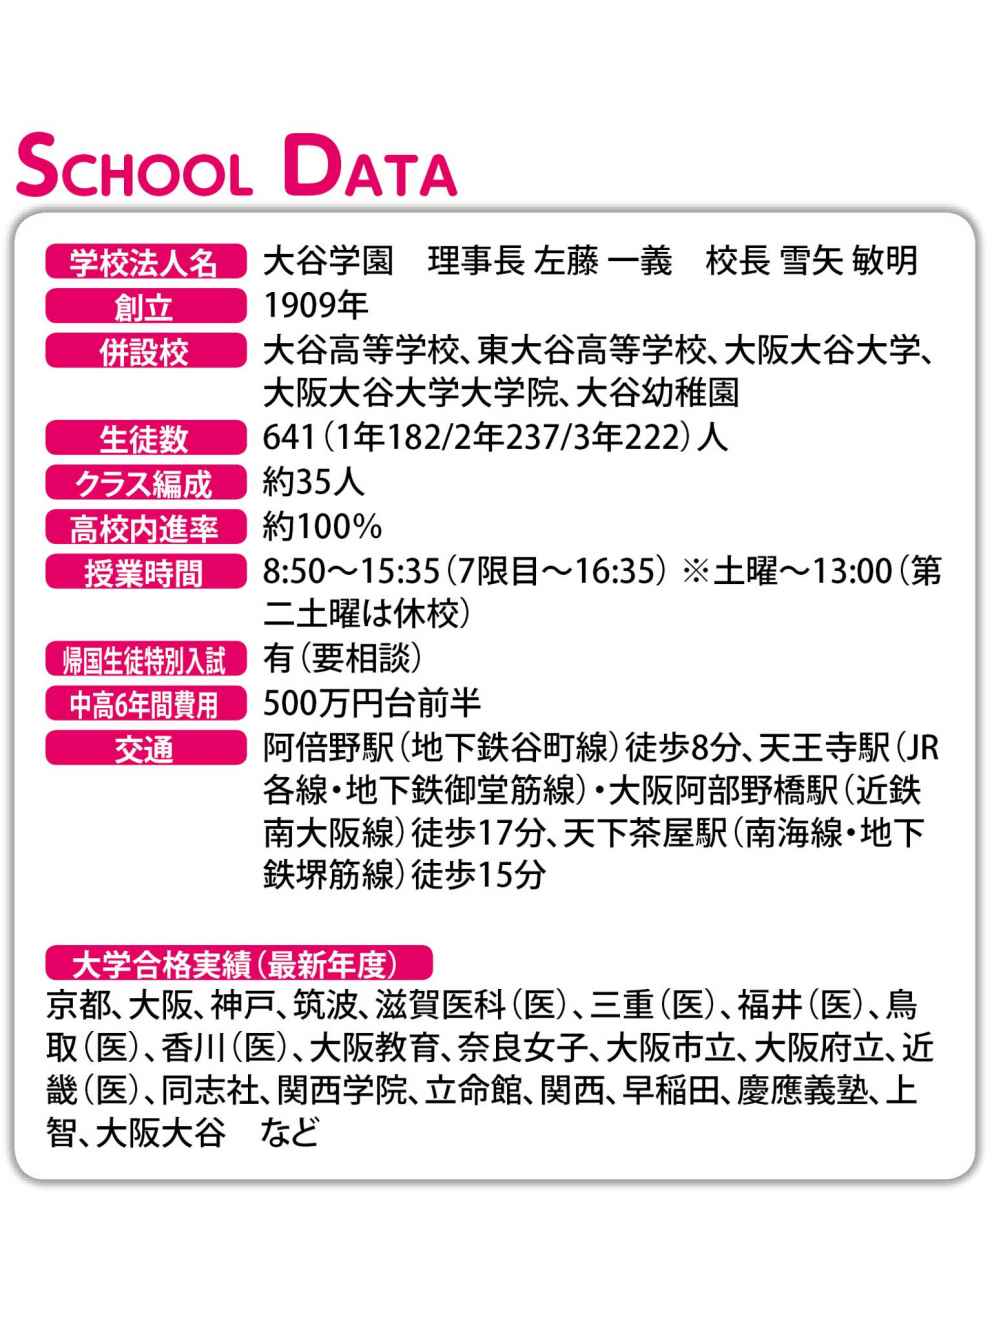 SCHOOL DATA
学校法人名 大谷学園　理事長 左藤 一義　校長 雪矢 敏明
創立 1909年
併設校 大谷高等学校、東大谷高等学校、大阪大谷大学、
大阪大谷大学大学院、大谷幼稚園
生徒数 641（1年182/2年237/3年222）人
クラス編成 約35人
高校内進率 約100%
授業時間 8:50〜15:35（7限目〜16:35） ※土曜〜13:00（第
二土曜は休校）
帰国生徒特別入試 有（要相談）
中高6年間費用 500万円台前半
交通 阿倍野駅（地下鉄谷町線）徒歩8分、天王寺駅（JR
各線・地下鉄御堂筋線）・大阪阿部野橋駅（近鉄
南大阪線）徒歩17分、天下茶屋駅（南海線・地下
鉄堺筋線）徒歩15分
大学合格実績（最新年度）
京都、大阪、神戸、筑波、滋賀医科（医）、三重（医）、福井（医）、鳥
取（医）、香川（医）、大阪教育、奈良女子、大阪市立、大阪府立、近
畿（医）、同志社、関西学院、立命館、関西、早稲田、慶應義塾、上
智、大阪大谷　など